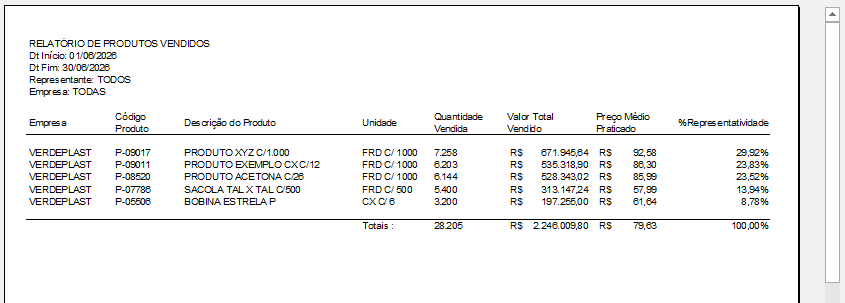 RELATÓRIO DE PRODUTOS VENDIDOS
Dt Início: 01/06/2026
Dt Fim: 30/06/2026
Representante: TODOS
Empresa: TODAS
Empresa Código Produto Descrição do Produto Unidade Quantidade Vendida Valor Total Vendido Preço Médio Praticado %Representatividade
VERDEPLAST P-09017 PRODUTO XYZ C/1.000 FRD C/ 1000 7.258 R$ 671.945,64 R$ 92,58 29,92%
VERDEPLAST P-09011 PRODUTO EXEMPLO CX C/12 FRD C/ 1000 6.203 R$ 535.318,90 R$ 86,30 23,83%
VERDEPLAST P-08520 PRODUTO ACETONA C/26 FRD C/ 1000 6.144 R$ 528.343,02 R$ 85,99 23,52%
VERDEPLAST P-07786 SACOLA TAL X TAL C/500 FRD C/ 500 5.400 R$ 313.147,24 R$ 57,99 13,94%
VERDEPLAST P-05506 BOBINA ESTRELA P CX C/ 6 3.200 R$ 197.255,00 R$ 61,64 8,78%
Totais : 28.205 R$ 2.246.009,80 R$ 79,63 100,00%